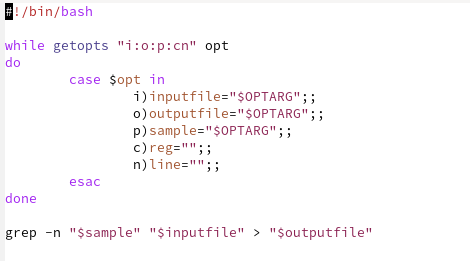 #!/bin/bash

while getopts "i:o:p:cn" opt
do
        case $opt in
                i)inputfile="$OPTARG";;
                o)outputfile="$OPTARG";;
                p)sample="$OPTARG";;
                c)reg="";;
                n)line="";;
        esac
done

grep -n "$sample" "$inputfile" > "$outputfile"